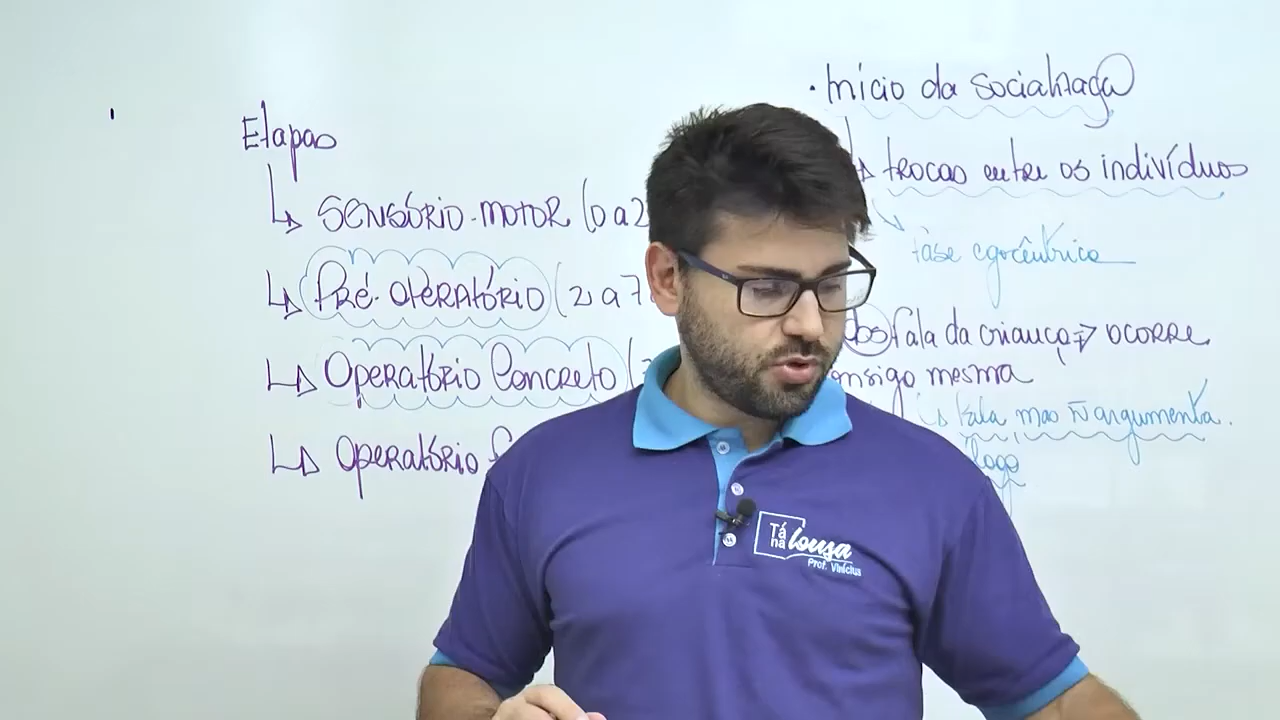 Etapas
SENSÓRIO-MOTOR (0 a 2
PRÉ-OPERATÓRIO (2 a 7
OPERATÓRIO CONCRETO (
OPERATÓRIO
• Início da socialização
trocas entre os indivíduos
fase egocêntrica
fala da criança → ocorre
consigo mesma
↳ fala, mas ñ argumenta.
Tá
na lousa
Prof. Vinícius